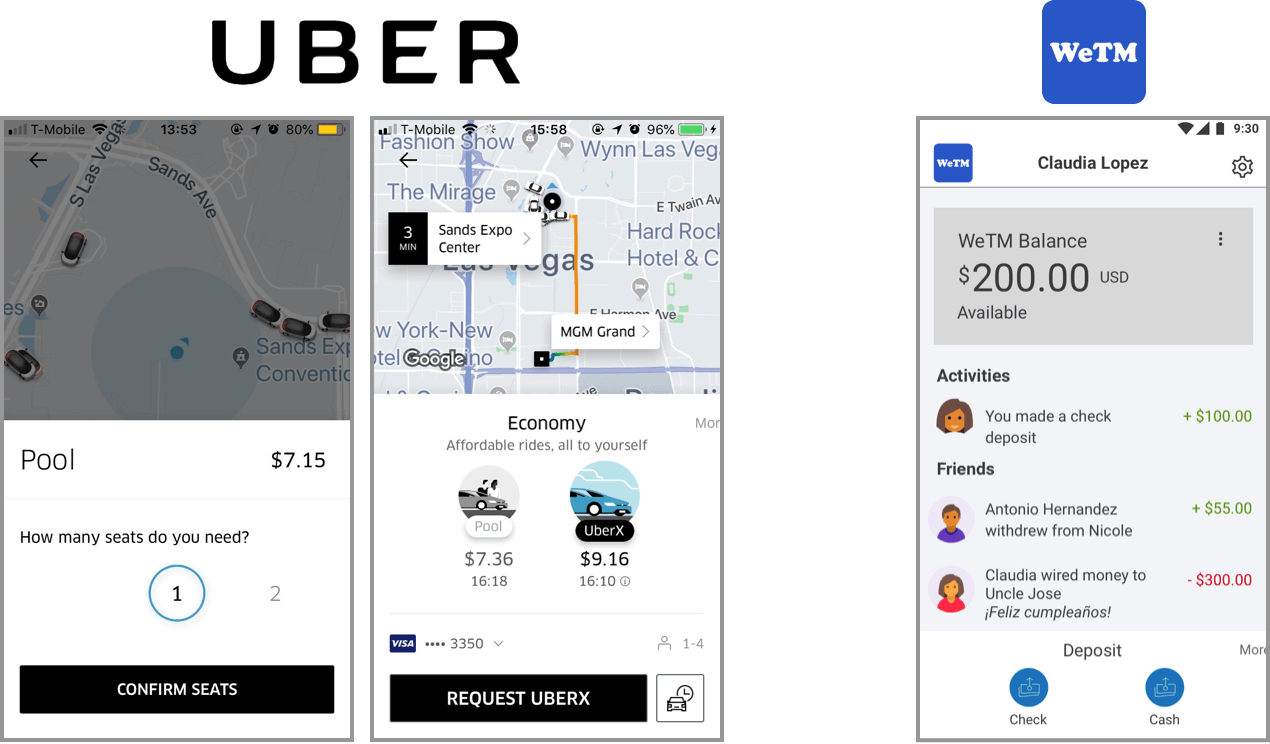 UBER
WeTM
T-Mobile 13:53 80%
S Las Vegas
Sands Ave
Sands Exp
Conventic
es
Pool $7.15
How many seats do you need?
1 2
CONFIRM SEATS
T-Mobile 15:58 96%
Fashion Show
Wynn Las Veg
The Mirage
E Twain Av
3
MIN
Sands Expo
Center
Hard Rock
Hotel & C
Las Vegas
E Harmon Ave
MGM Grand
w York-New
otel Google ino
Economy Mor
Affordable rides, all to yourself
Pool UberX
$7.36 $9.16
16:18 16:10
VISA •••• 3350 1-4
REQUEST UBERX
9:30
WeTM Claudia Lopez
WeTM Balance
$200.00 USD
Available
Activities
You made a check
deposit
+ $100.00
Friends
Antonio Hernandez
withdrew from Nicole
+ $55.00
Claudia wired money to
Uncle Jose
¡Feliz cumpleaños!
- $300.00
Deposit More
Check Cash